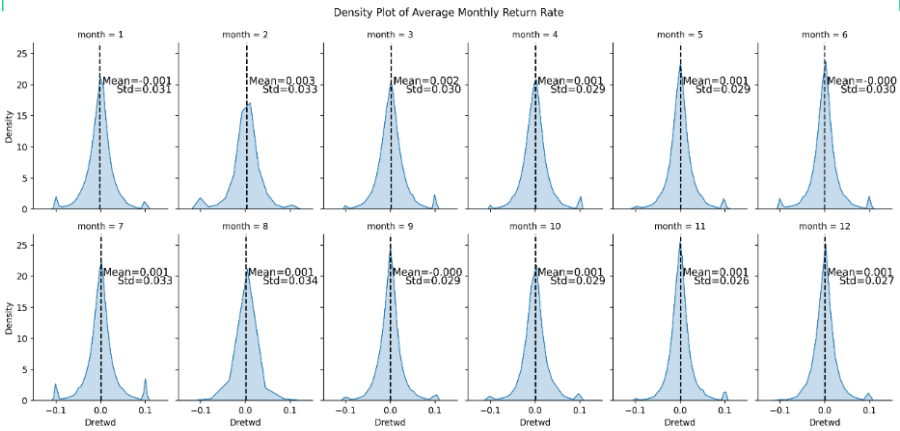 Density Plot of Average Monthly Return Rate
month = 1
month = 2
month = 3
month = 4
month = 5
month = 6
25
20
15
10
5
0
Density
Mean=-0.001
Std=0.031
Mean=0.003
Std=0.033
Mean=0.002
Std=0.030
Mean=0.001
Std=0.029
Mean=0.001
Std=0.029
Mean=-0.000
Std=0.030
month = 7
month = 8
month = 9
month = 10
month = 11
month = 12
25
20
15
10
5
0
Density
Mean=0.001
Std=0.033
Mean=0.001
Std=0.034
Mean=-0.000
Std=0.029
Mean=0.001
Std=0.029
Mean=0.001
Std=0.026
Mean=0.001
Std=0.027
−0.1 0.0 0.1
−0.1 0.0 0.1
−0.1 0.0 0.1
−0.1 0.0 0.1
−0.1 0.0 0.1
−0.1 0.0 0.1
Dretwd
Dretwd
Dretwd
Dretwd
Dretwd
Dretwd